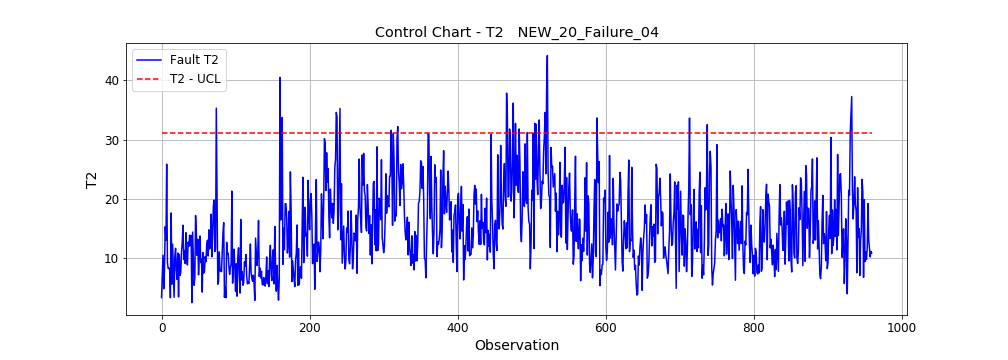 Control Chart - T2   NEW_20_Failure_04
Fault T2
T2 - UCL
40
30
20
10
T2
0
200
400
600
800
1000
Observation